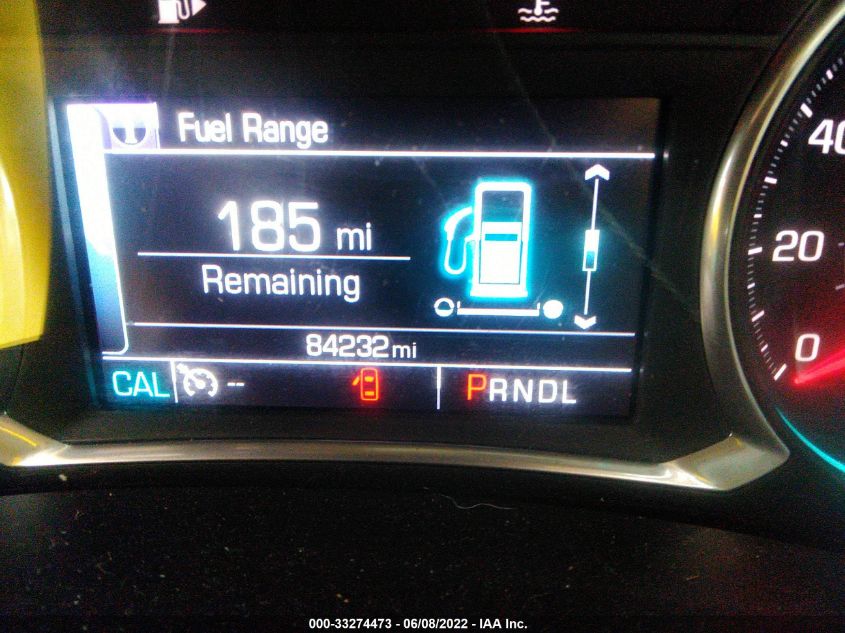 Fuel Range
185 mi
Remaining
84232 mi
CAL -- PRNDL
40
20
0
000-33274473 - 06/08/2022 - IAA Inc.